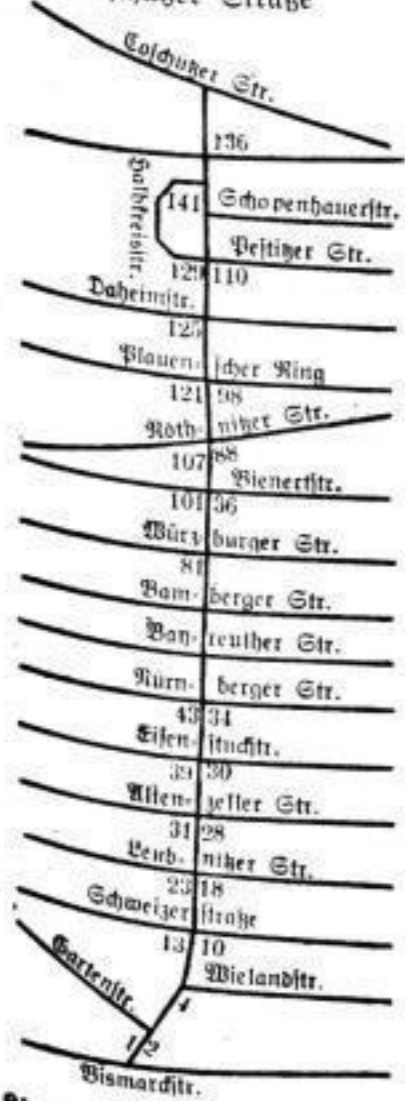 Straße
Coschützer Str.
136
Halbkreisstr.
141 Schopenhauerstr.
Pestitzer Str.
129 110
Daheimstr.
125
Plauen-scher Ring
121 98
Röth-nitzer Str.
107 88
Bienertstr.
101 36
Würz-burger Str.
81
Bam-berger Str.
Bay-reuther Str.
Nürn-berger Str.
43 34
Eisen-stuckstr.
39 30
Alten-zeller Str.
31 28
Leub-nitzer Str.
23 18
Schweizer straße
13 10
Wielandstr.
Gartenstr.
4
1 2
Bismarckstr.